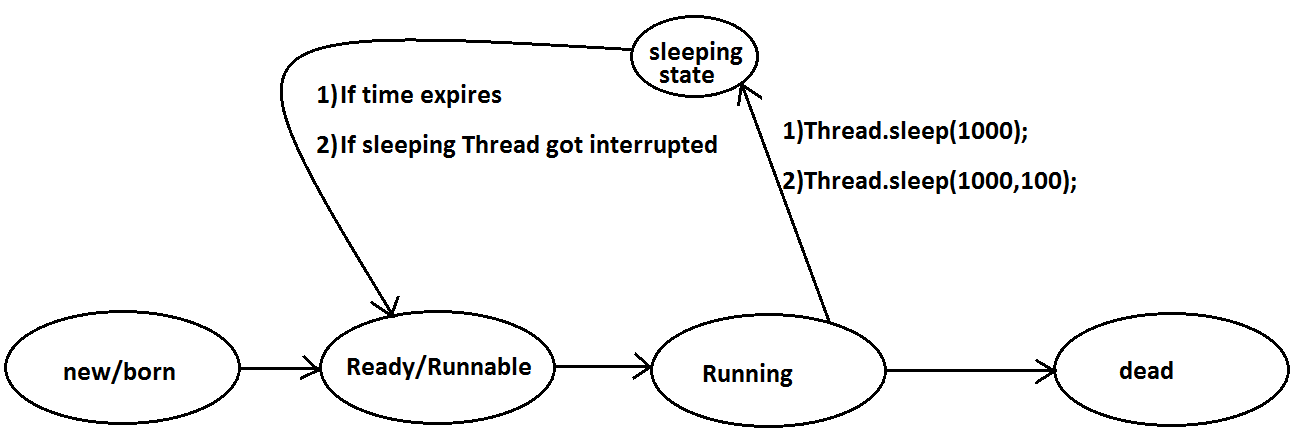 sleeping
state
1)If time expires
2)If sleeping Thread got interrupted
1)Thread.sleep(1000);
2)Thread.sleep(1000,100);
new/born
Ready/Runnable
Running
dead